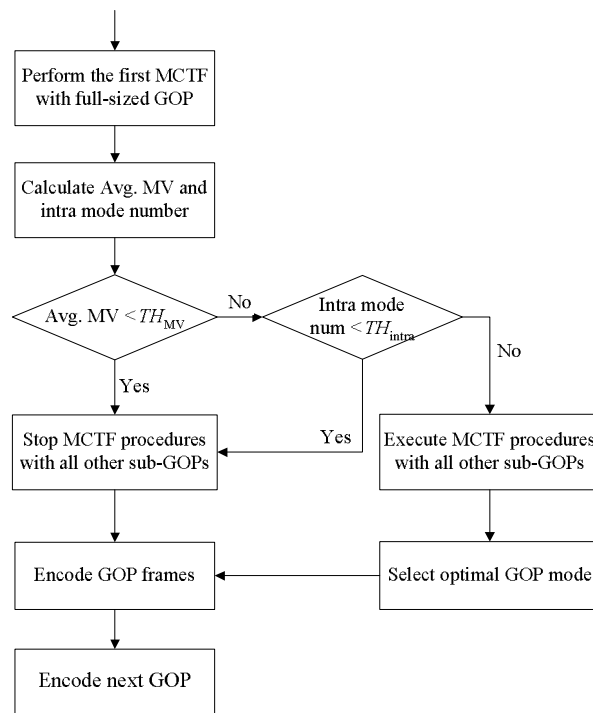 Perform the first MCTF
with full-sized GOP
Calculate Avg. MV and
intra mode number
Avg. MV < TH_MV
No
Intra mode
num < TH_intra
No
Yes
Yes
Stop MCTF procedures
with all other sub-GOPs
Execute MCTF procedures
with all other sub-GOPs
Encode GOP frames
Select optimal GOP mode
Encode next GOP